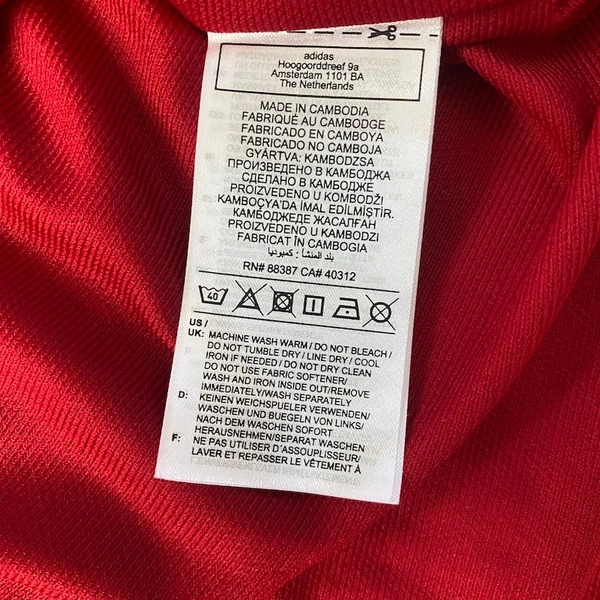 adidas
Hoogoorddreef 9a
Amsterdam 1101 BA
The Netherlands
MADE IN CAMBODIA
FABRIQUÉ AU CAMBODGE
FABRICADO EN CAMBOYA
FABRICADO NO CAMBOJA
GYÁRTVA: KAMBODZSA
ПРОИЗВЕДЕНО В КАМБОДЖА
СДЕЛАНО В КАМБОДЖЕ
PROIZVEDENO U KOMBODŽI
KAMBOÇYA'DA IMAL EDİLMİŞTİR.
КАМБОДЖЕДЕ ЖАСАЛҒАН
PROIZVEDENO U KAMBODZI
FABRICAT ÎN CAMBOGIA
بلد المنشأ : كمبوديا
RN# 88387 CA# 40312
40
US /
UK: MACHINE WASH WARM / DO NOT BLEACH /
DO NOT TUMBLE DRY / LINE DRY / COOL
IRON IF NEEDED / DO NOT DRY CLEAN
DO NOT USE FABRIC SOFTENER/
WASH AND IRON INSIDE OUT/REMOVE
IMMEDIATELY/WASH SEPARATELY
D: KEINEN WEICHSPUELER VERWENDEN/
WASCHEN UND BUEGELN VON LINKS/
NACH DEM WASCHEN SOFORT
HERAUSNEHMEN/SEPARAT WASCHEN
F: NE PAS UTILISER D'ASSOUPLISSEUR/
LAVER ET REPASSER LE VÊTEMENT À